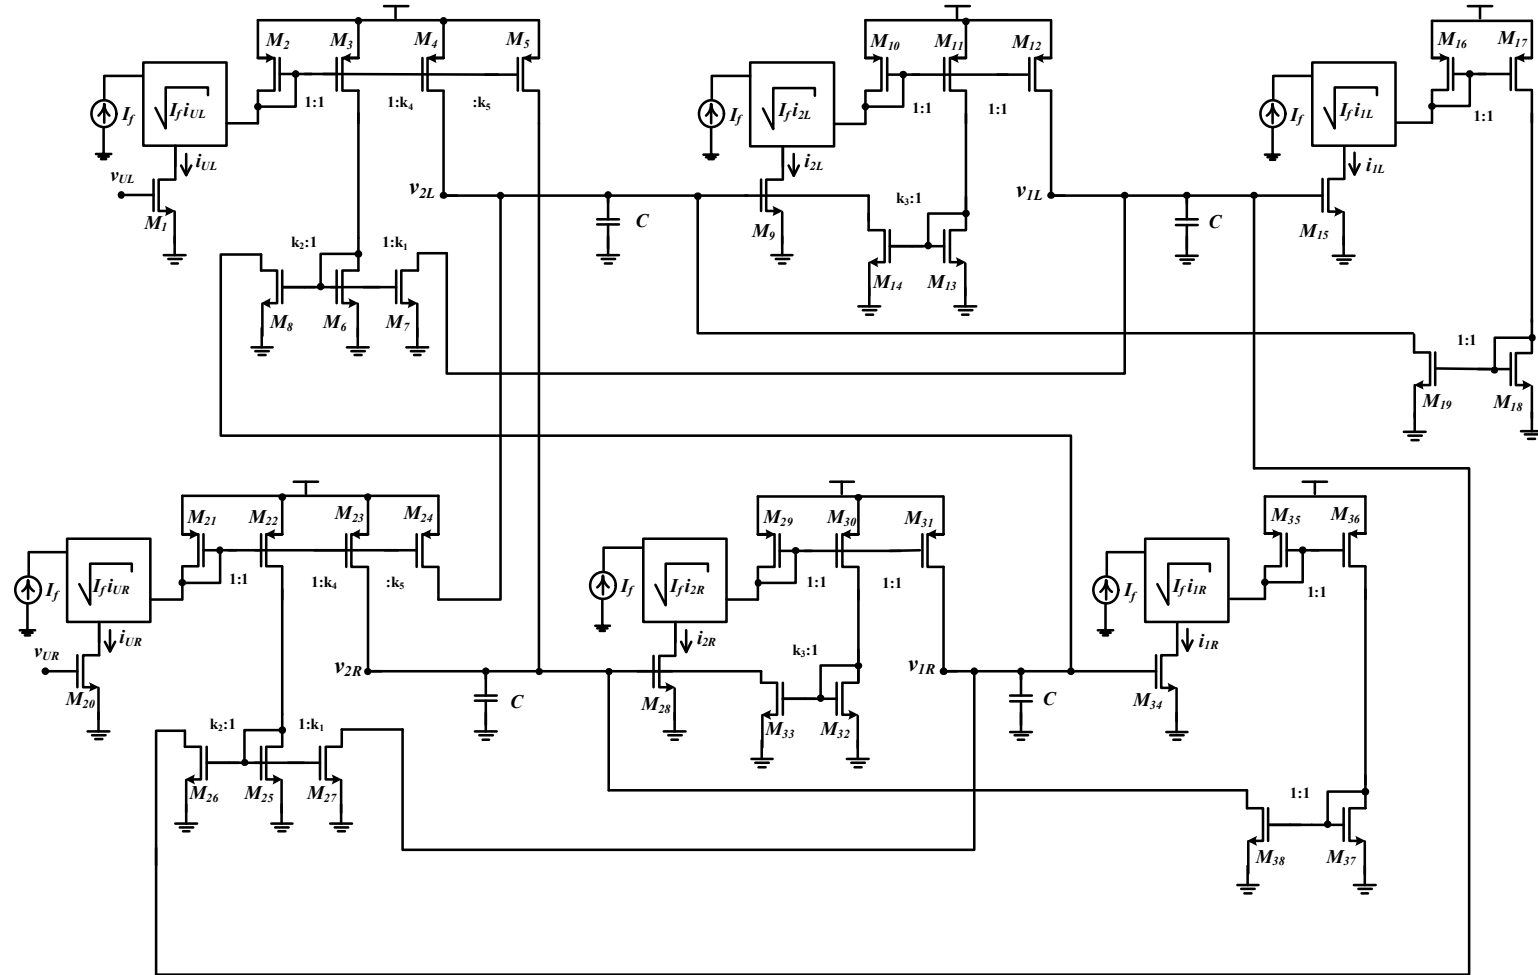 M2 M3 M4 M5
M10 M11 M12
M16 M17
If √If iUL 1:1 1:k4 :k5
If √If i2L 1:1 1:1
If √If i1L 1:1
iUL i2L i1L
vUL M1
v2L C M9
k3:1
v1L C M15
k2:1 1:k1
M14 M13
M8 M6 M7
1:1
M19 M18
M21 M22 M23 M24
M29 M30 M31
M35 M36
If √If iUR 1:1 1:k4 :k5
If √If i2R 1:1 1:1
If √If i1R 1:1
iUR i2R i1R
vUR M20
v2R C M28
k3:1
v1R C M34
k2:1 1:k1
M33 M32
M26 M25 M27
1:1
M38 M37